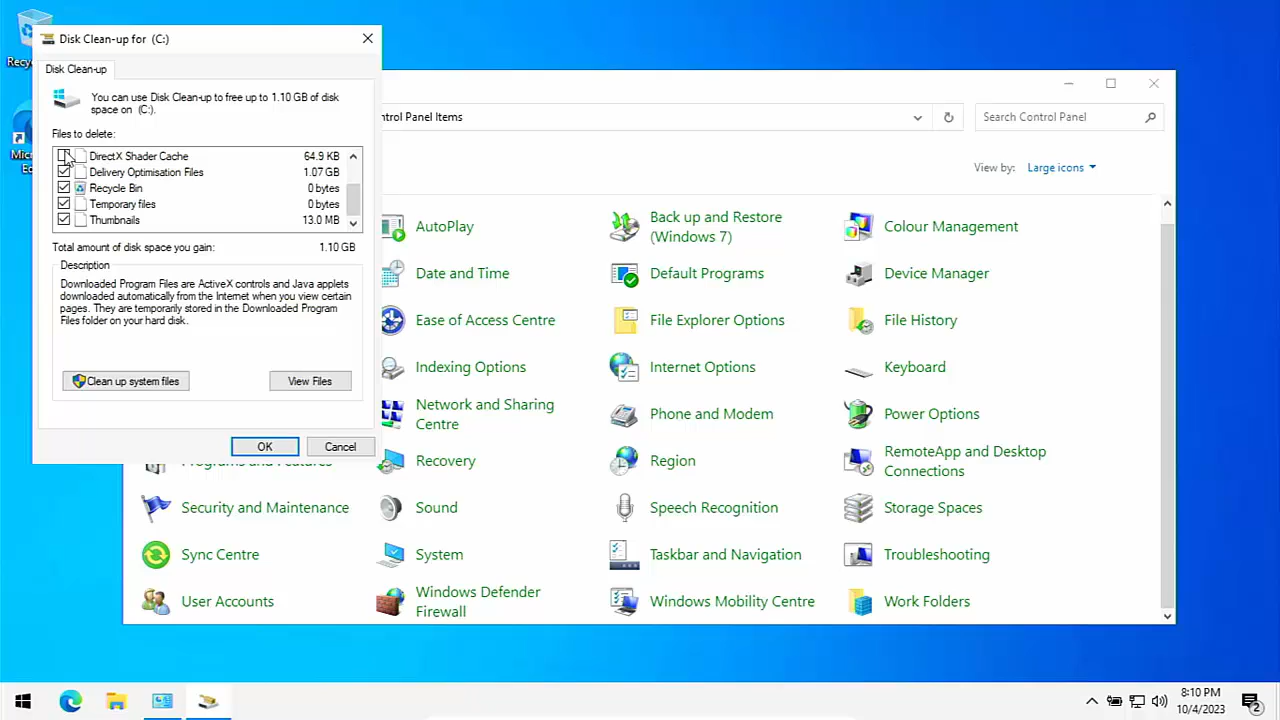 Recy
Micr
Ed
Disk Clean-up for (C:)
Disk Clean-up
You can use Disk Clean-up to free up to 1.10 GB of disk
space on (C:).
Files to delete:
DirectX Shader Cache 64.9 KB
Delivery Optimisation Files 1.07 GB
Recycle Bin 0 bytes
Temporary files 0 bytes
Thumbnails 13.0 MB
Total amount of disk space you gain: 1.10 GB
Description
Downloaded Program Files are ActiveX controls and Java applets
downloaded automatically from the Internet when you view certain
pages. They are temporarily stored in the Downloaded Program
Files folder on your hard disk.
Clean up system files
View Files
OK
Cancel
ntrol Panel Items
Search Control Panel
Large icons
AutoPlay
Back up and Restore
(Windows 7)
Colour Management
Date and Time
Default Programs
Device Manager
Ease of Access Centre
File Explorer Options
File History
Indexing Options
Internet Options
Keyboard
Network and Sharing
Centre
Phone and Modem
Power Options
Programs and Features
Recovery
Region
RemoteApp and Desktop
Connections
Security and Maintenance
Sound
Speech Recognition
Storage Spaces
Sync Centre
System
Taskbar and Navigation
Troubleshooting
User Accounts
Windows Defender
Firewall
Windows Mobility Centre
Work Folders
8:10 PM
10/4/2023
2